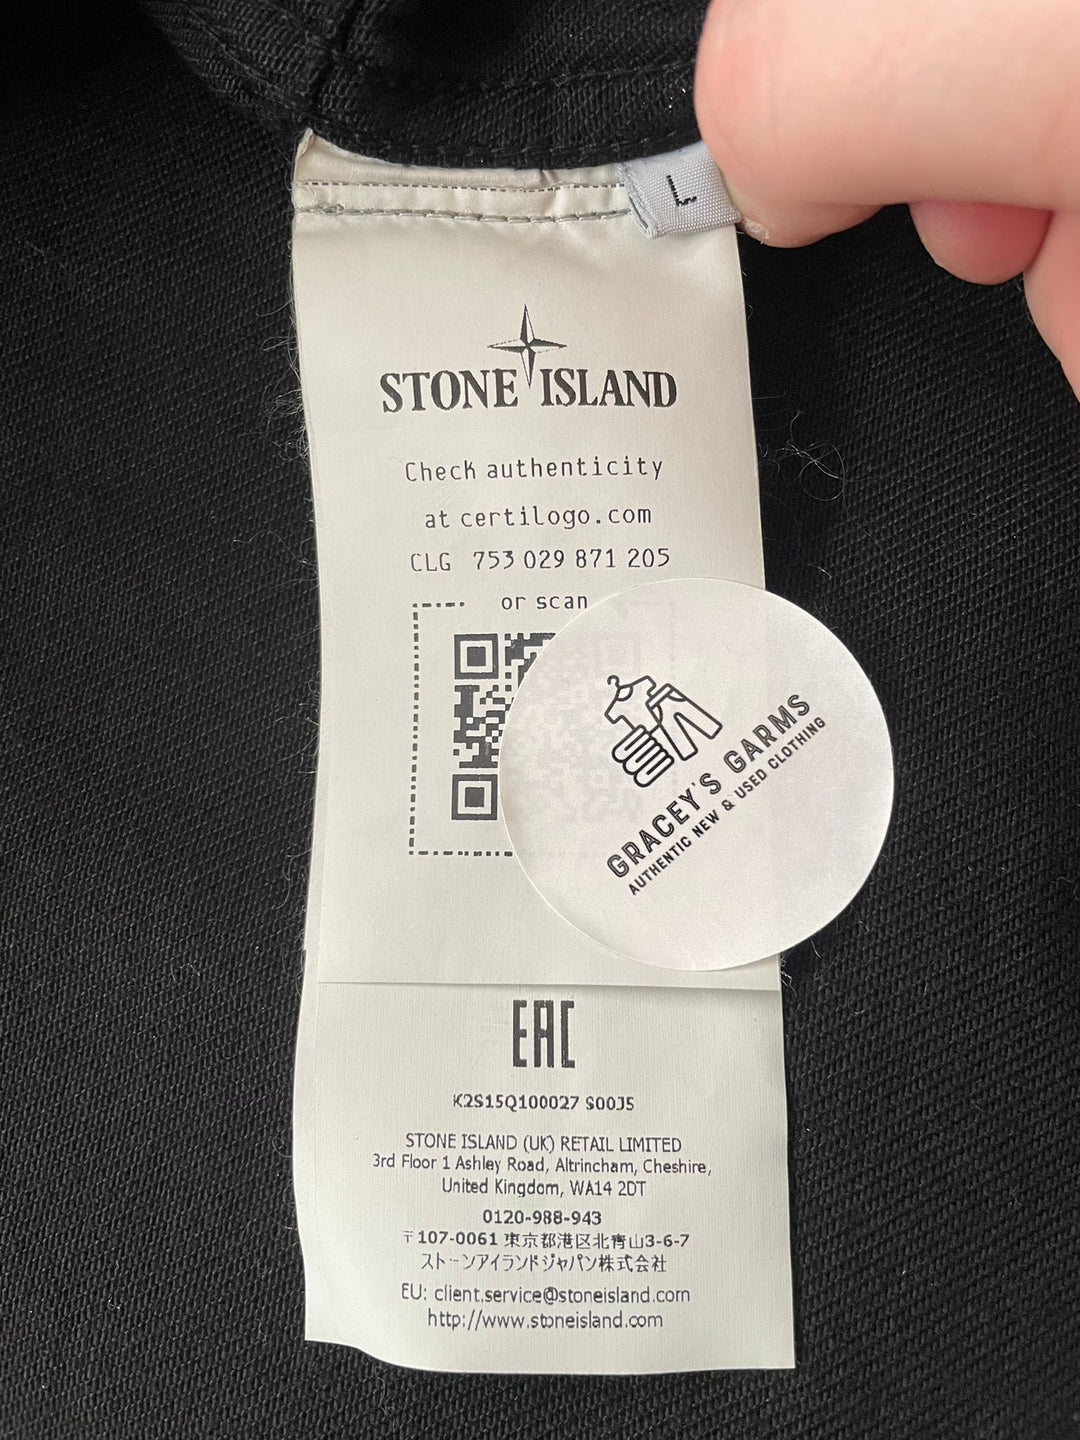 L
STONE ISLAND
Check authenticity
at certilogo.com
CLG 753 029 871 205
or scan
GRACEY'S GARMS
AUTHENTIC NEW & USED CLOTHING
EAC
K2S15Q100027 S00J5
STONE ISLAND (UK) RETAIL LIMITED
3rd Floor 1 Ashley Road, Altrincham, Cheshire,
United Kingdom, WA14 2DT
0120-988-943
〒107-0061 東京都港区北青山3-6-7
ストーンアイランドジャパン株式会社
EU: client.service@stoneisland.com
http://www.stoneisland.com